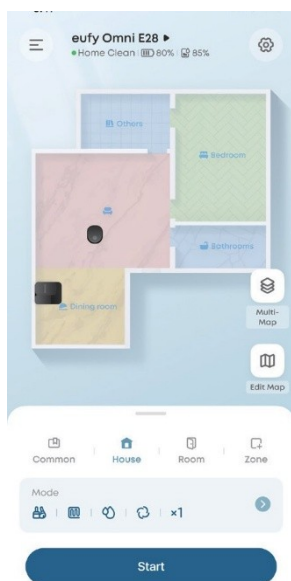 eufy Omni E28
Home Clean 80% 85%
Others
Bedroom
Bathrooms
Dining room
Multi-
Map
Edit Map
Common
House
Room
Zone
Mode
×1
Start